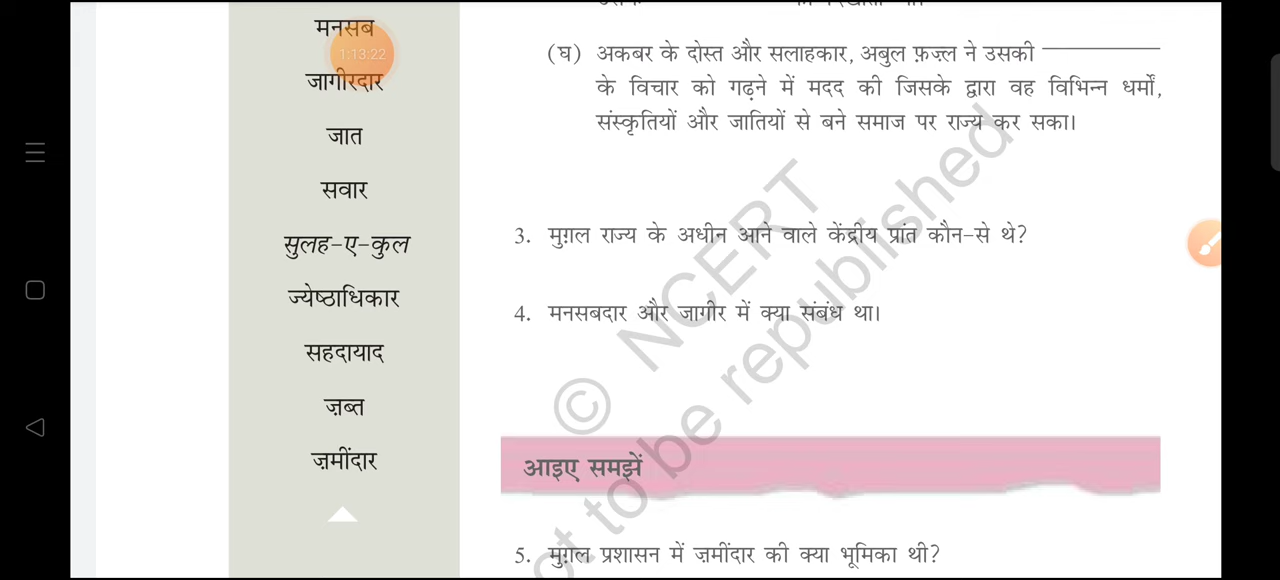 मनसब
1:13:22
जागीरदार
जात
सवार
सुलह-ए-कुल
ज्येष्ठाधिकार
सहदायाद
ज़ब्त
ज़मींदार
(घ) अकबर के दोस्त और सलाहकार, अबुल फ़ज़्ल ने उसकी
के विचार को गढ़ने में मदद की जिसके द्वारा वह विभिन्न धर्मों,
संस्कृतियों और जातियों से बने समाज पर राज्य कर सका।
3. मुग़ल राज्य के अधीन आने वाले केंद्रीय प्रांत कौन-से थे?
4. मनसबदार और जागीर में क्या संबंध था।
आइए समझें
5. मुग़ल प्रशासन में ज़मींदार की क्या भूमिका थी?
© NCERT
not to be republished